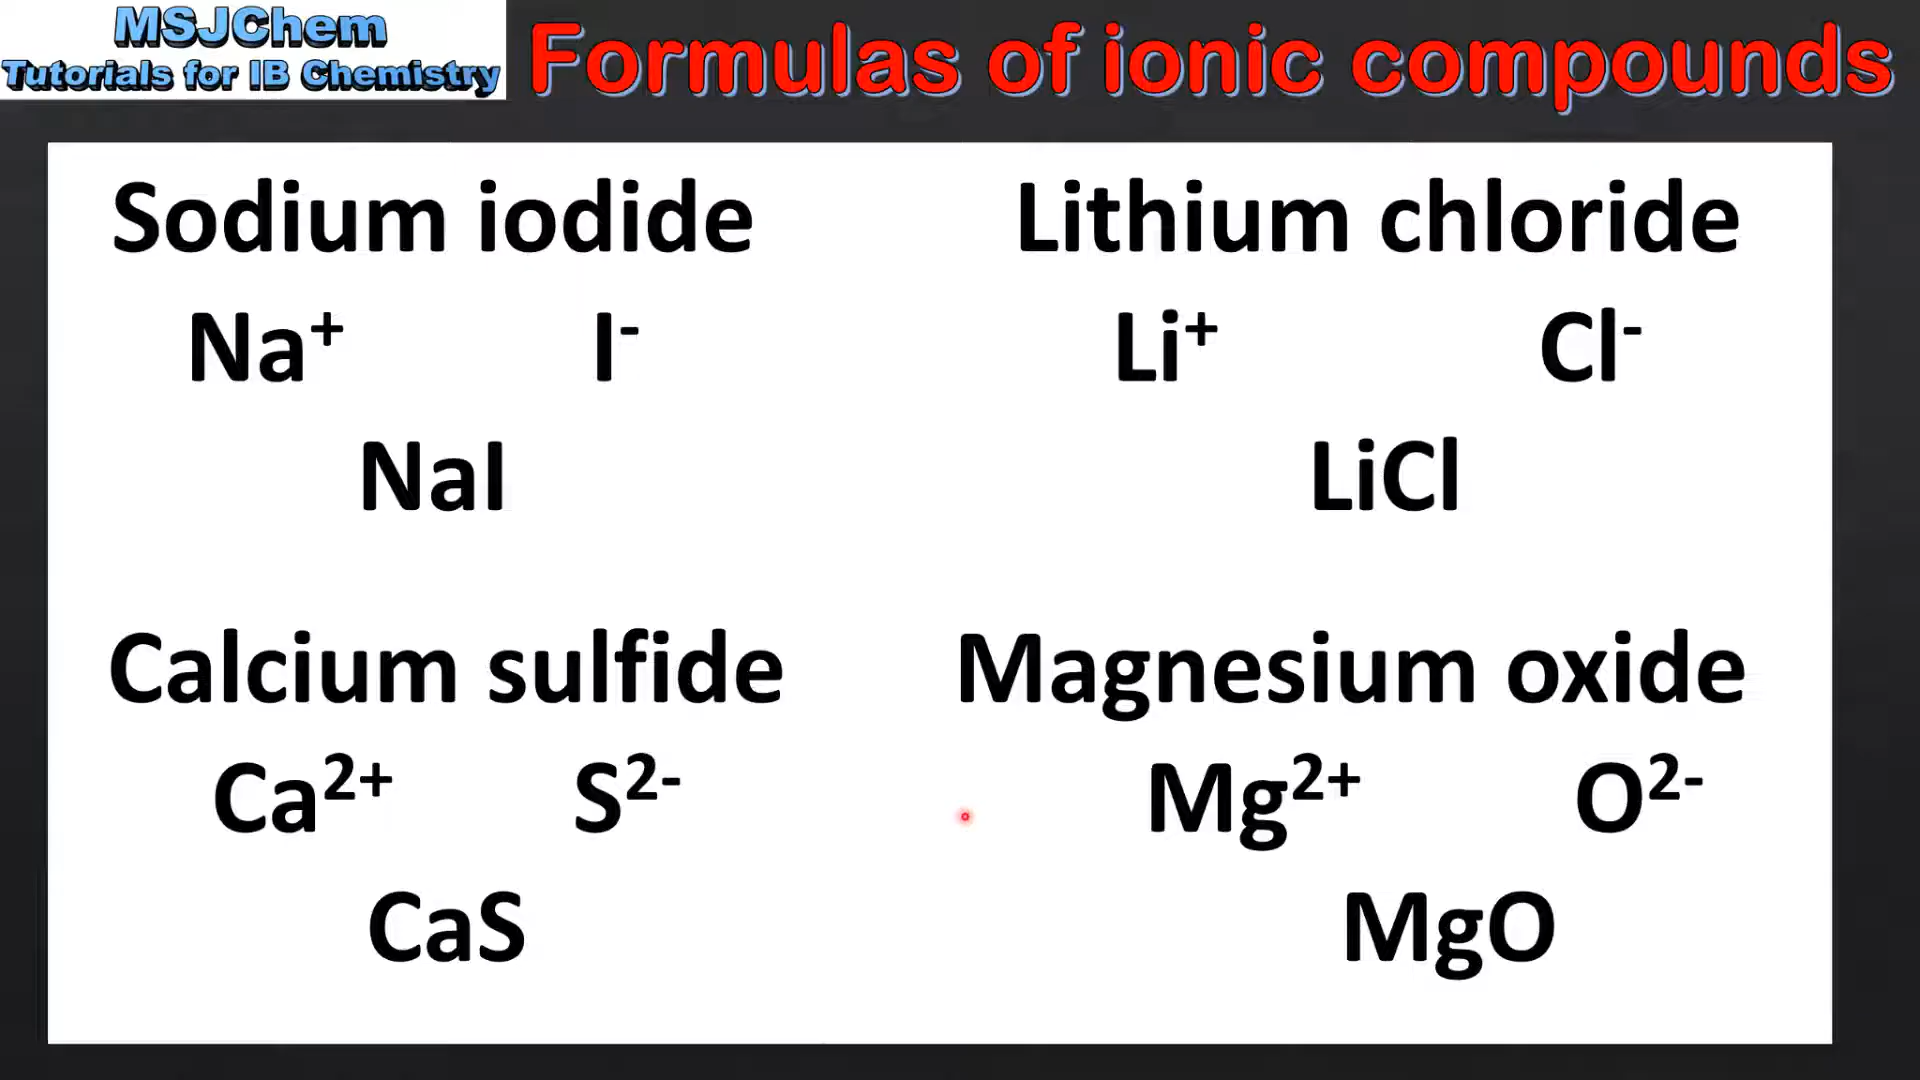 MSJChem
Tutorials for IB Chemistry
Formulas of ionic compounds
Sodium iodide
Na⁺ I⁻
NaI
Lithium chloride
Li⁺ Cl⁻
LiCl
Calcium sulfide
Ca²⁺ S²⁻
CaS
Magnesium oxide
Mg²⁺ O²⁻
MgO